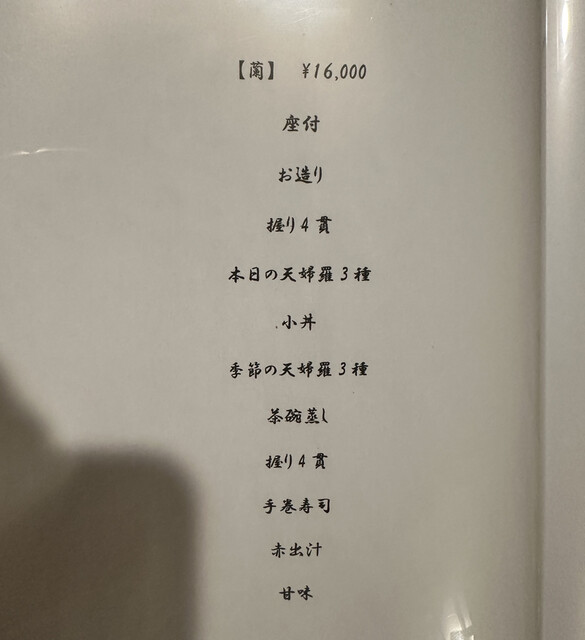 【蘭】 ¥16,000
座付
お造り
握り4貫
本日の天婦羅3種
小丼
季節の天婦羅3種
茶碗蒸し
握り4貫
手巻寿司
赤出汁
甘味